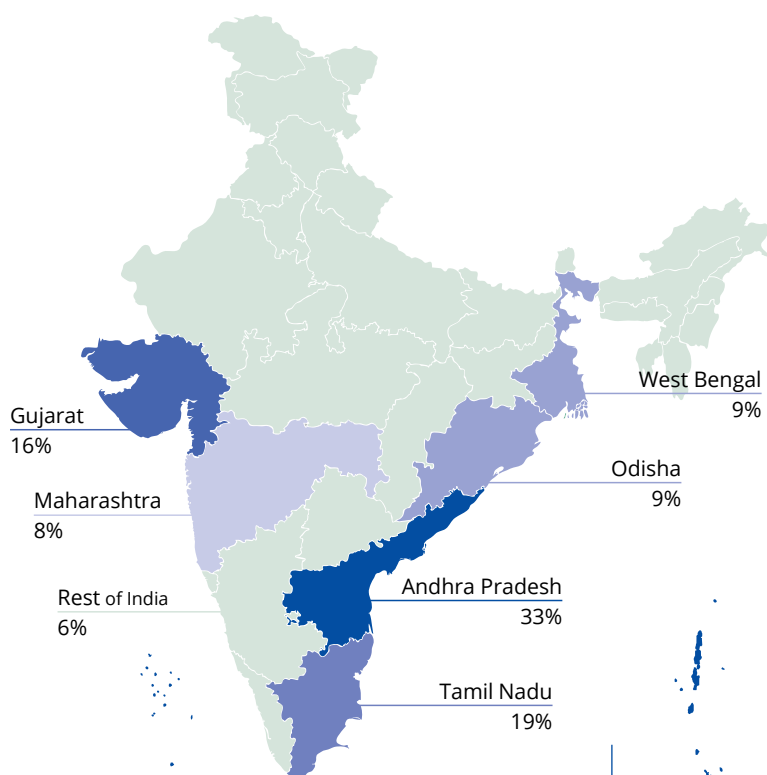 West Bengal
9%
Gujarat
16%
Odisha
9%
Maharashtra
8%
Andhra Pradesh
33%
Rest of India
6%
Tamil Nadu
19%